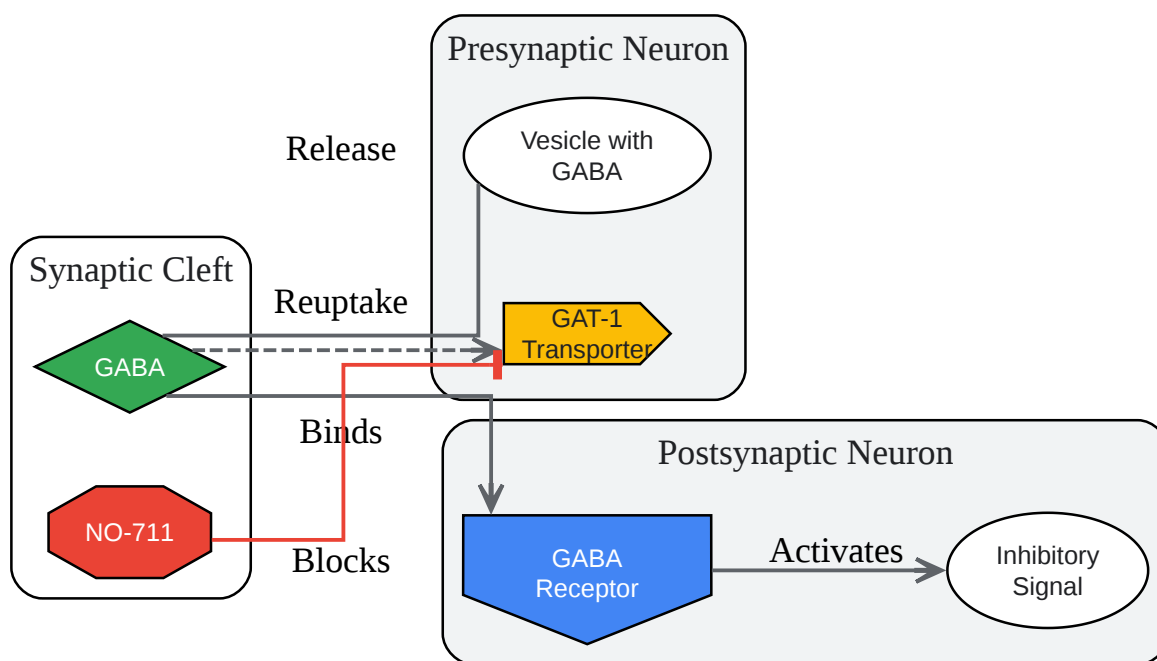 Presynaptic Neuron
Vesicle with
GABA
Release
Synaptic Cleft
Reuptake
GAT-1
Transporter
GABA
Binds
Postsynaptic Neuron
NO-711
Blocks
GABA
Receptor
Activates
Inhibitory
Signal